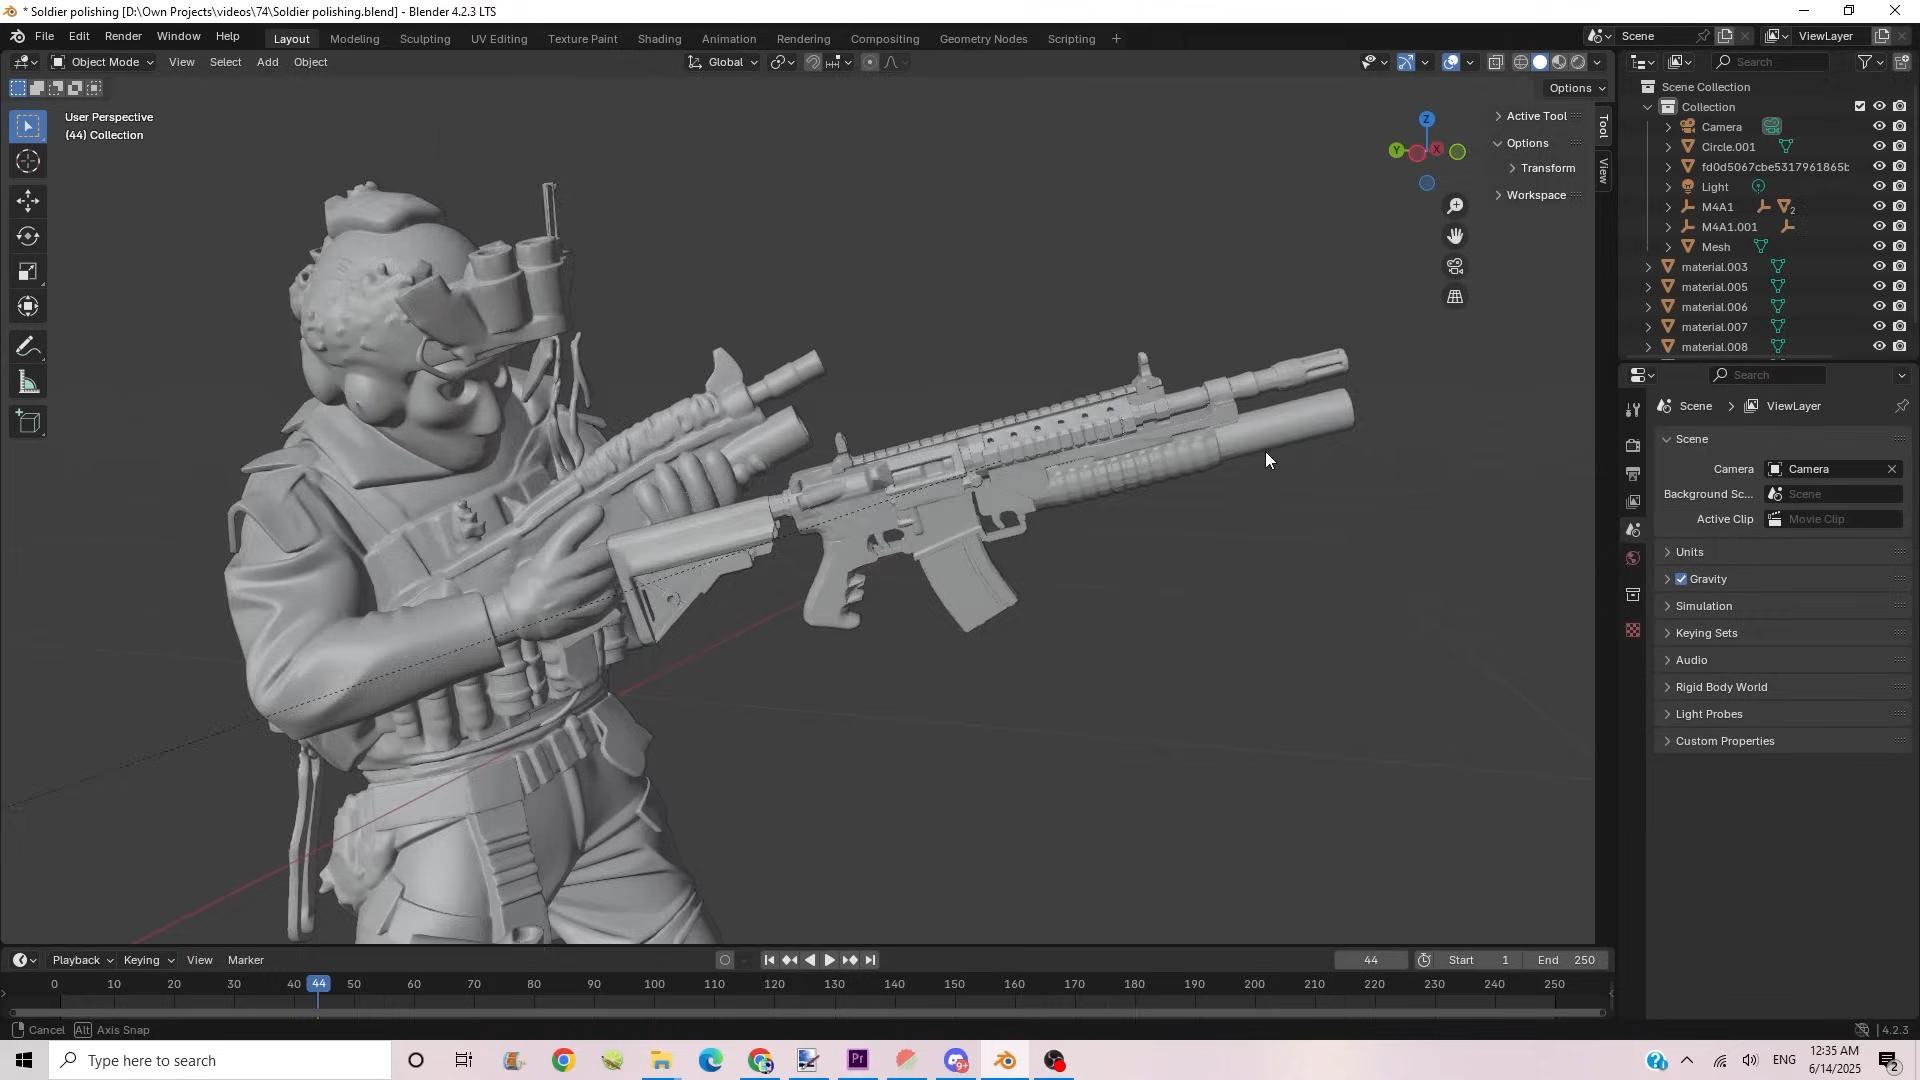 * Soldier polishing [D:\Own Projects\videos\74\Soldier polishing.blend] - Blender 4.2.3 LTS
File Edit Render Window Help Layout Modeling Sculpting UV Editing Texture Paint Shading Animation Rendering Compositing Geometry Nodes Scripting + Scene ViewLayer
Object Mode View Select Add Object Global Search
Options
User Perspective
(44) Collection
Active Tool
Options
Transform
Workspace
Tool
View
Z
Y
X
Scene Collection
Collection
Camera
Circle.001
fd0d5067cbe5317961865b
Light
M4A1 2
M4A1.001
Mesh
material.003
material.005
material.006
material.007
material.008
Search
Scene > ViewLayer
Scene
Camera Camera
Background Sc... Scene
Active Clip Movie Clip
Units
Gravity
Simulation
Keying Sets
Audio
Rigid Body World
Light Probes
Custom Properties
Playback Keying View Marker 44 Start 1 End 250
0 10 20 30 40 44 50 60 70 80 90 100 110 120 130 140 150 160 170 180 190 200 210 220 230 240 250
Cancel Alt Axis Snap 4.2.3
Type here to search
Pr
9+
ENG
12:35 AM
6/14/2025
2